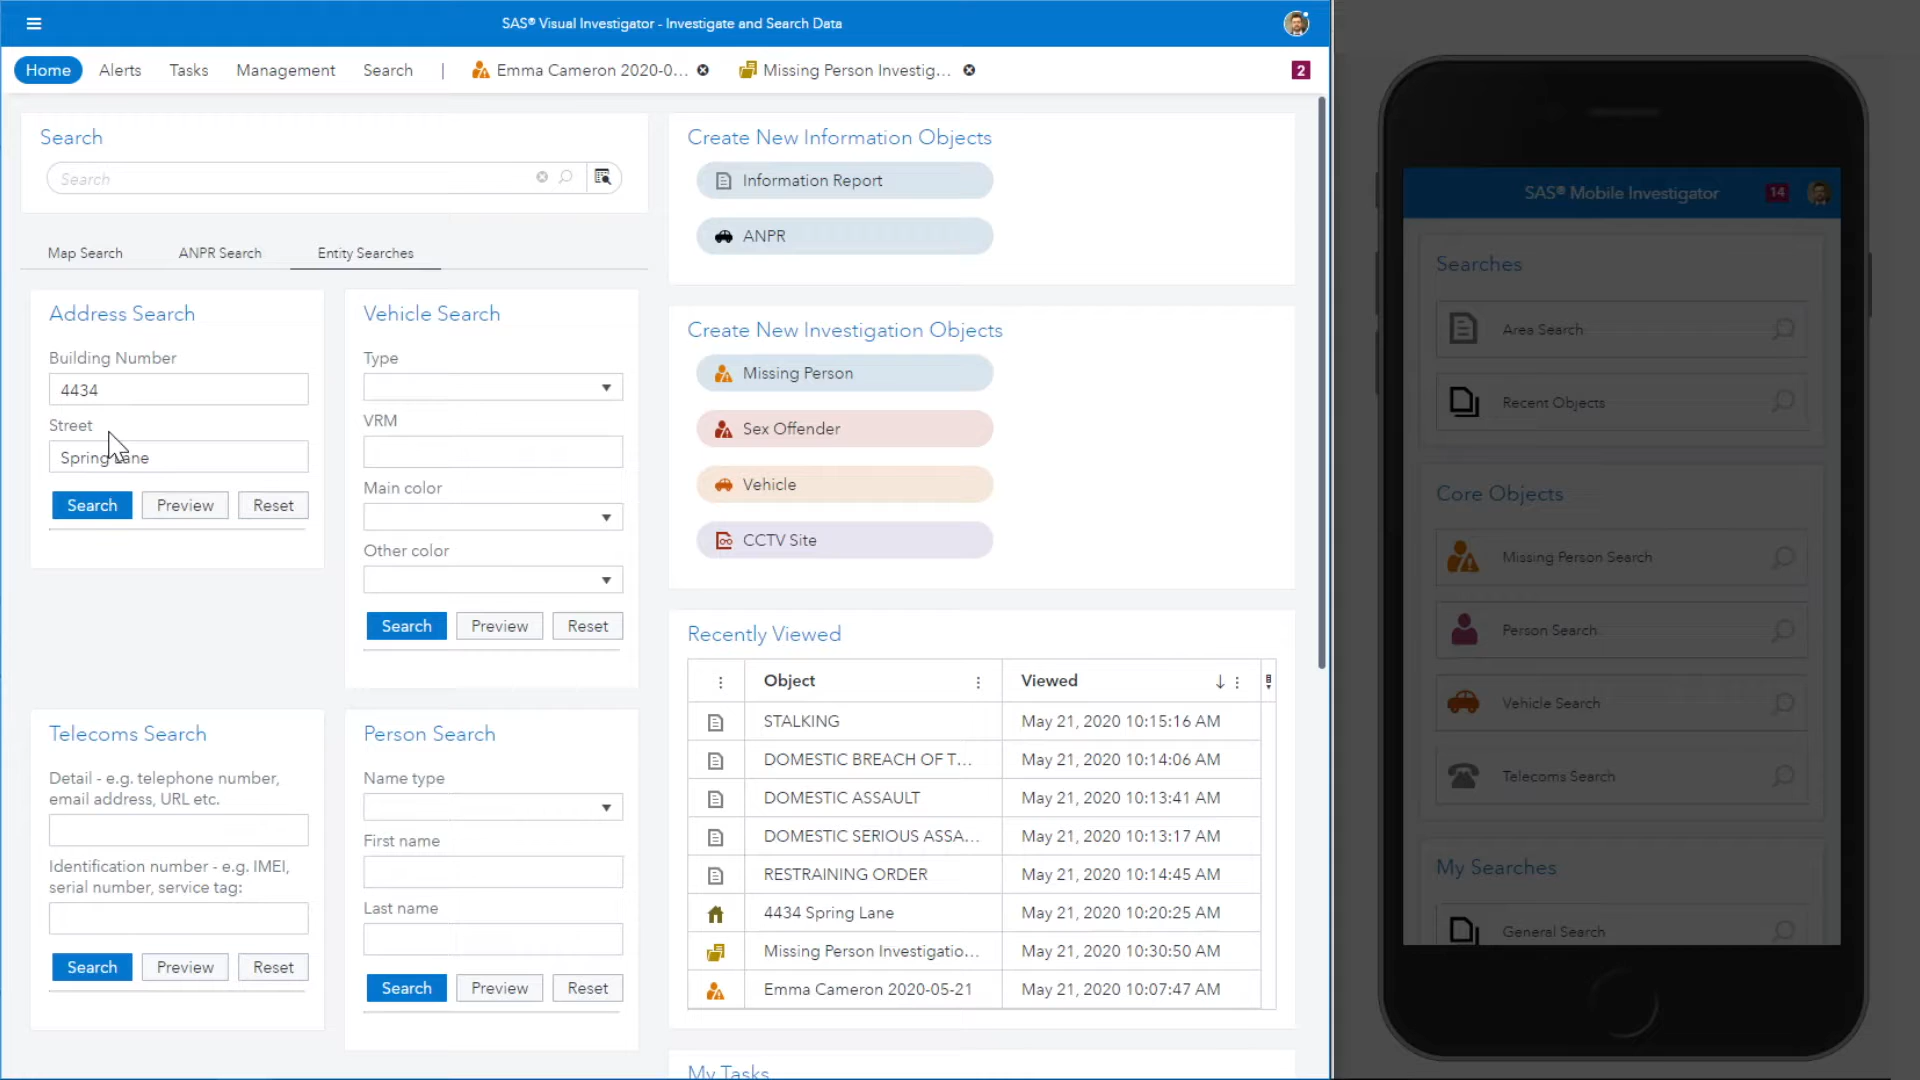 SAS® Visual Investigator - Investigate and Search Data
Home
Alerts
Tasks
Management
Search
Emma Cameron 2020-0...
Missing Person Investig...
2
Search
Search
Map Search
ANPR Search
Entity Searches
Address Search
Building Number
4434
Street
Spring Lane
Search
Preview
Reset
Vehicle Search
Type
VRM
Main color
Other color
Search
Preview
Reset
Telecoms Search
Detail - e.g. telephone number,
email address, URL etc.
Identification number - e.g. IMEI,
serial number, service tag:
Search
Preview
Reset
Person Search
Name type
First name
Last name
Search
Preview
Reset
Create New Information Objects
Information Report
ANPR
Create New Investigation Objects
Missing Person
Sex Offender
Vehicle
CCTV Site
Recently Viewed
Object
Viewed
STALKING
May 21, 2020 10:15:16 AM
DOMESTIC BREACH OF T...
May 21, 2020 10:14:06 AM
DOMESTIC ASSAULT
May 21, 2020 10:13:41 AM
DOMESTIC SERIOUS ASSA...
May 21, 2020 10:13:17 AM
RESTRAINING ORDER
May 21, 2020 10:14:45 AM
4434 Spring Lane
May 21, 2020 10:20:25 AM
Missing Person Investigatio...
May 21, 2020 10:30:50 AM
Emma Cameron 2020-05-21
May 21, 2020 10:07:47 AM
My Tasks
SAS® Mobile Investigator
14
Searches
Area Search
Recent Objects
Core Objects
Missing Person Search
Person Search
Vehicle Search
Telecoms Search
My Searches
General Search